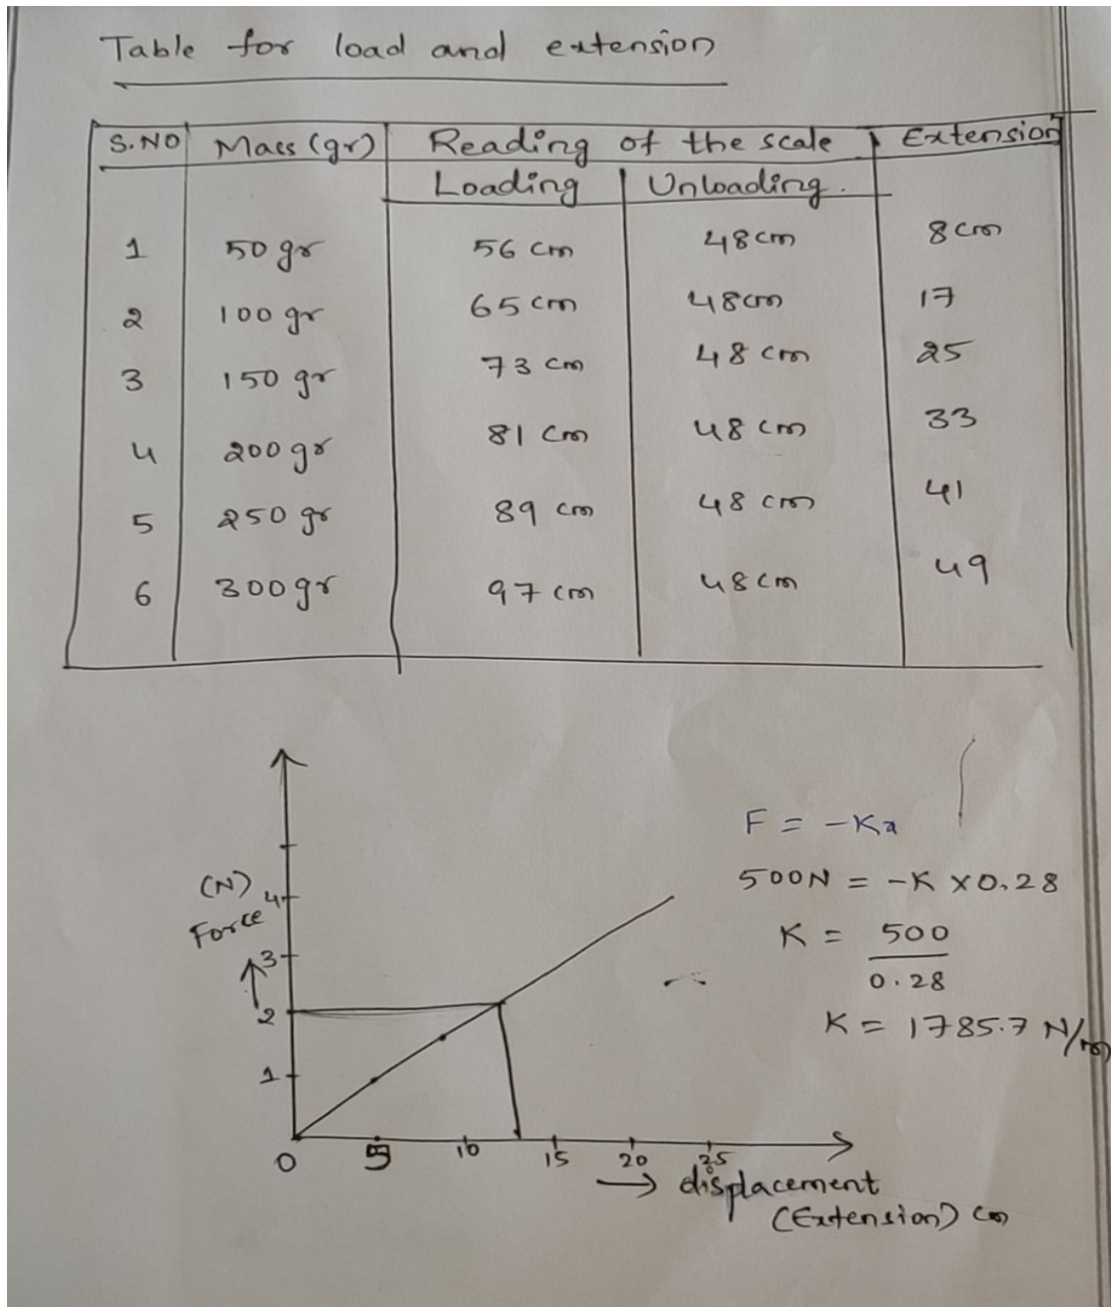 Table for load and extension
S.NO Mass (gr) Reading of the scale Extension
Loading Unloading.
1 50 gr 56 cm 48 cm 8 cm
2 100 gr 65 cm 48 cm 17
3 150 gr 73 cm 48 cm 25
4 200 gr 81 cm 48 cm 33
5 250 gr 89 cm 48 cm 41
6 300 gr 97 cm 48 cm 49
F = -Kx
500N = -K x 0.28
K = 500
0.28
K = 1785.7 N/m
(N)
Force
4
3
2
1
0 5 10 15 20 25
→ displacement
(Extension) cm